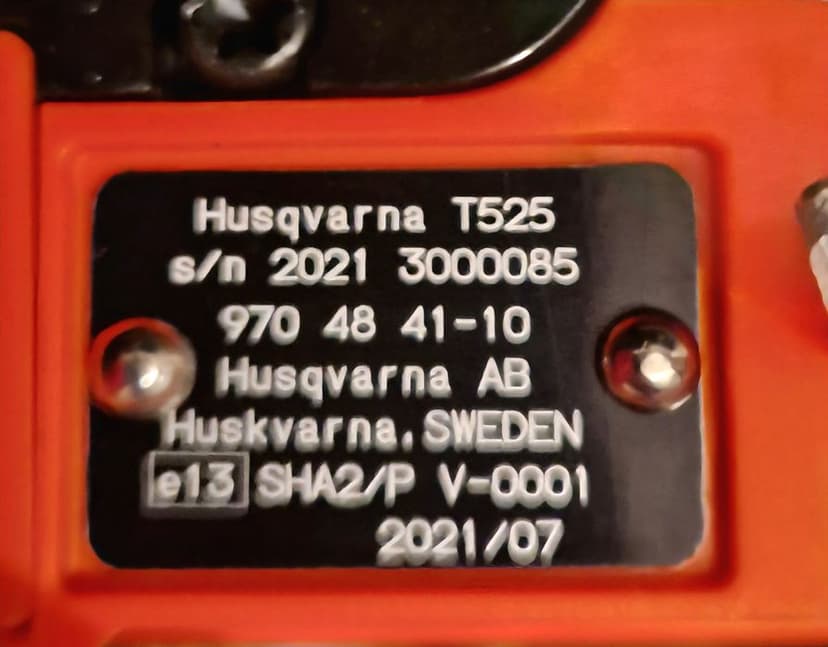 Husqvarna T525
s/n 2021 3000085
970 48 41-10
Husqvarna AB
Huskvarna. SWEDEN
e13 SHA2/P V-0001
2021/07